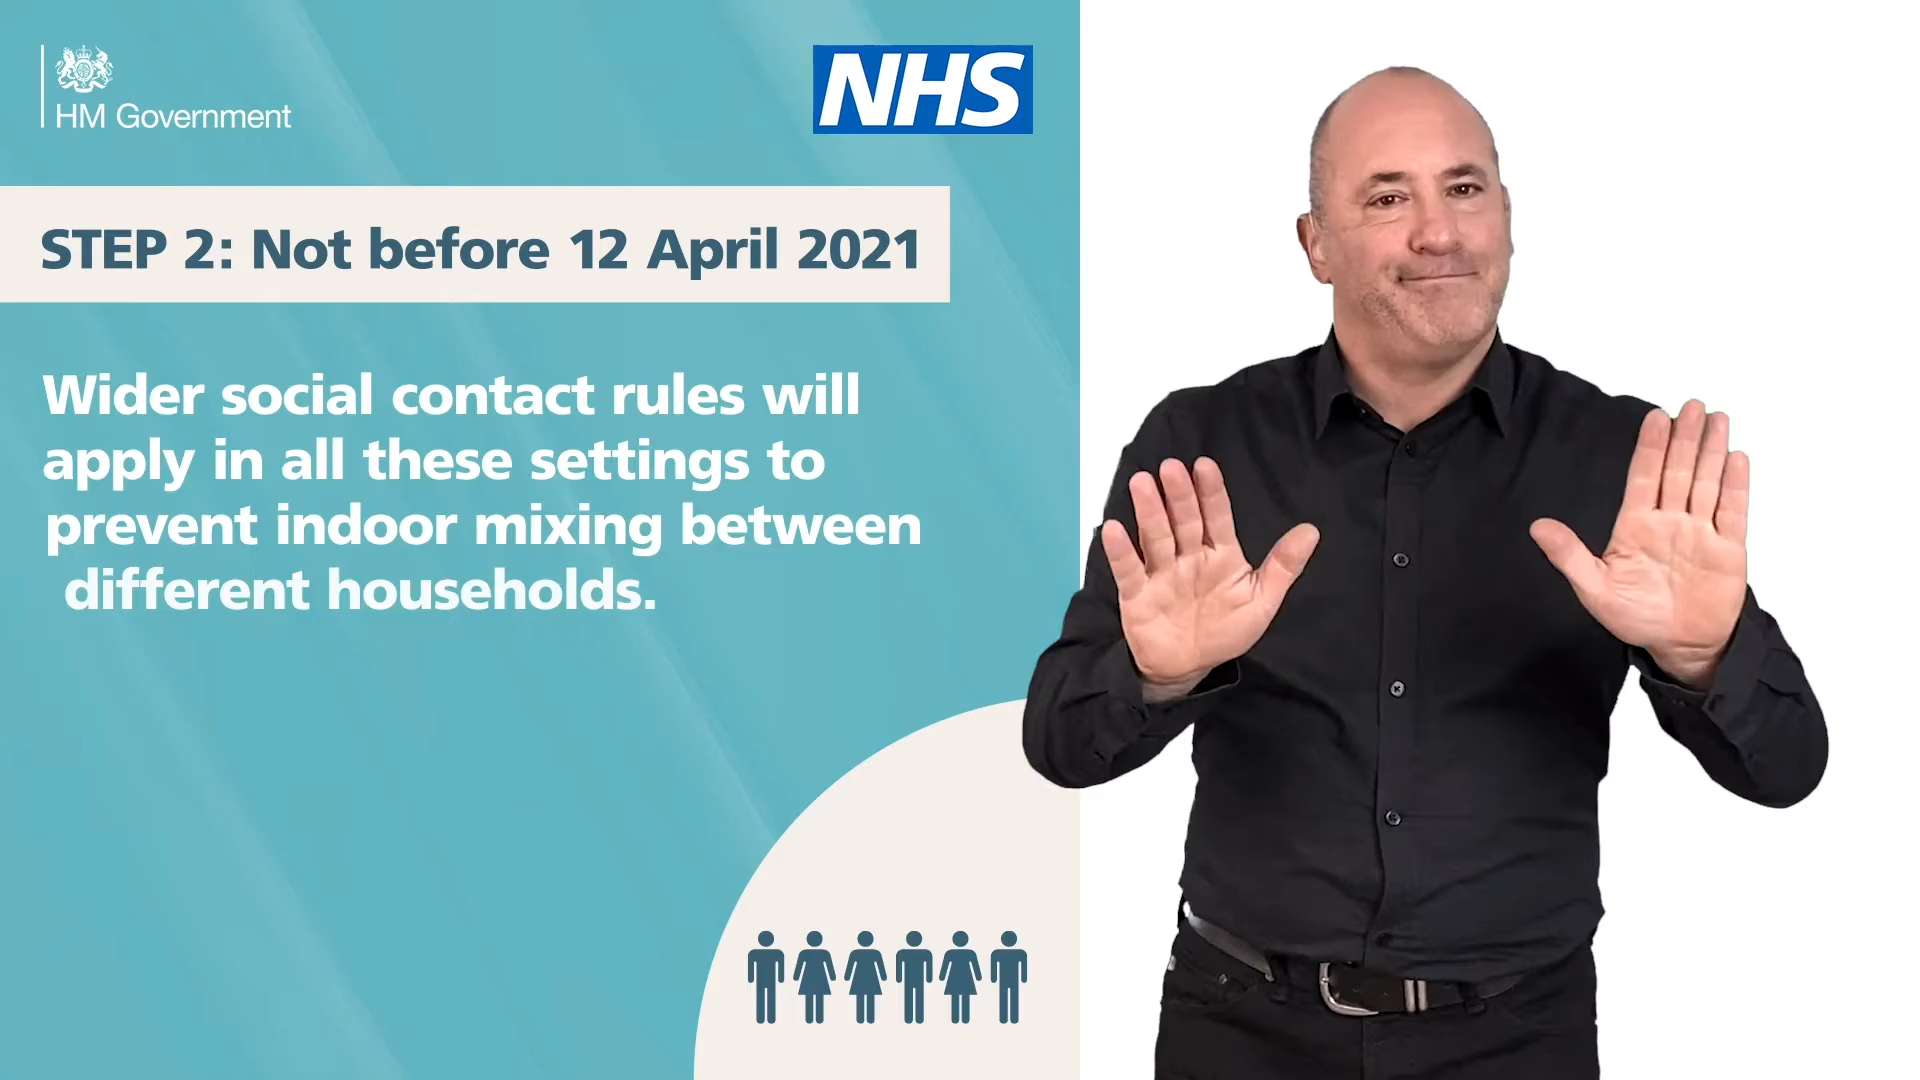 HM Government
NHS
STEP 2: Not before 12 April 2021
Wider social contact rules will
apply in all these settings to
prevent indoor mixing between
different households.